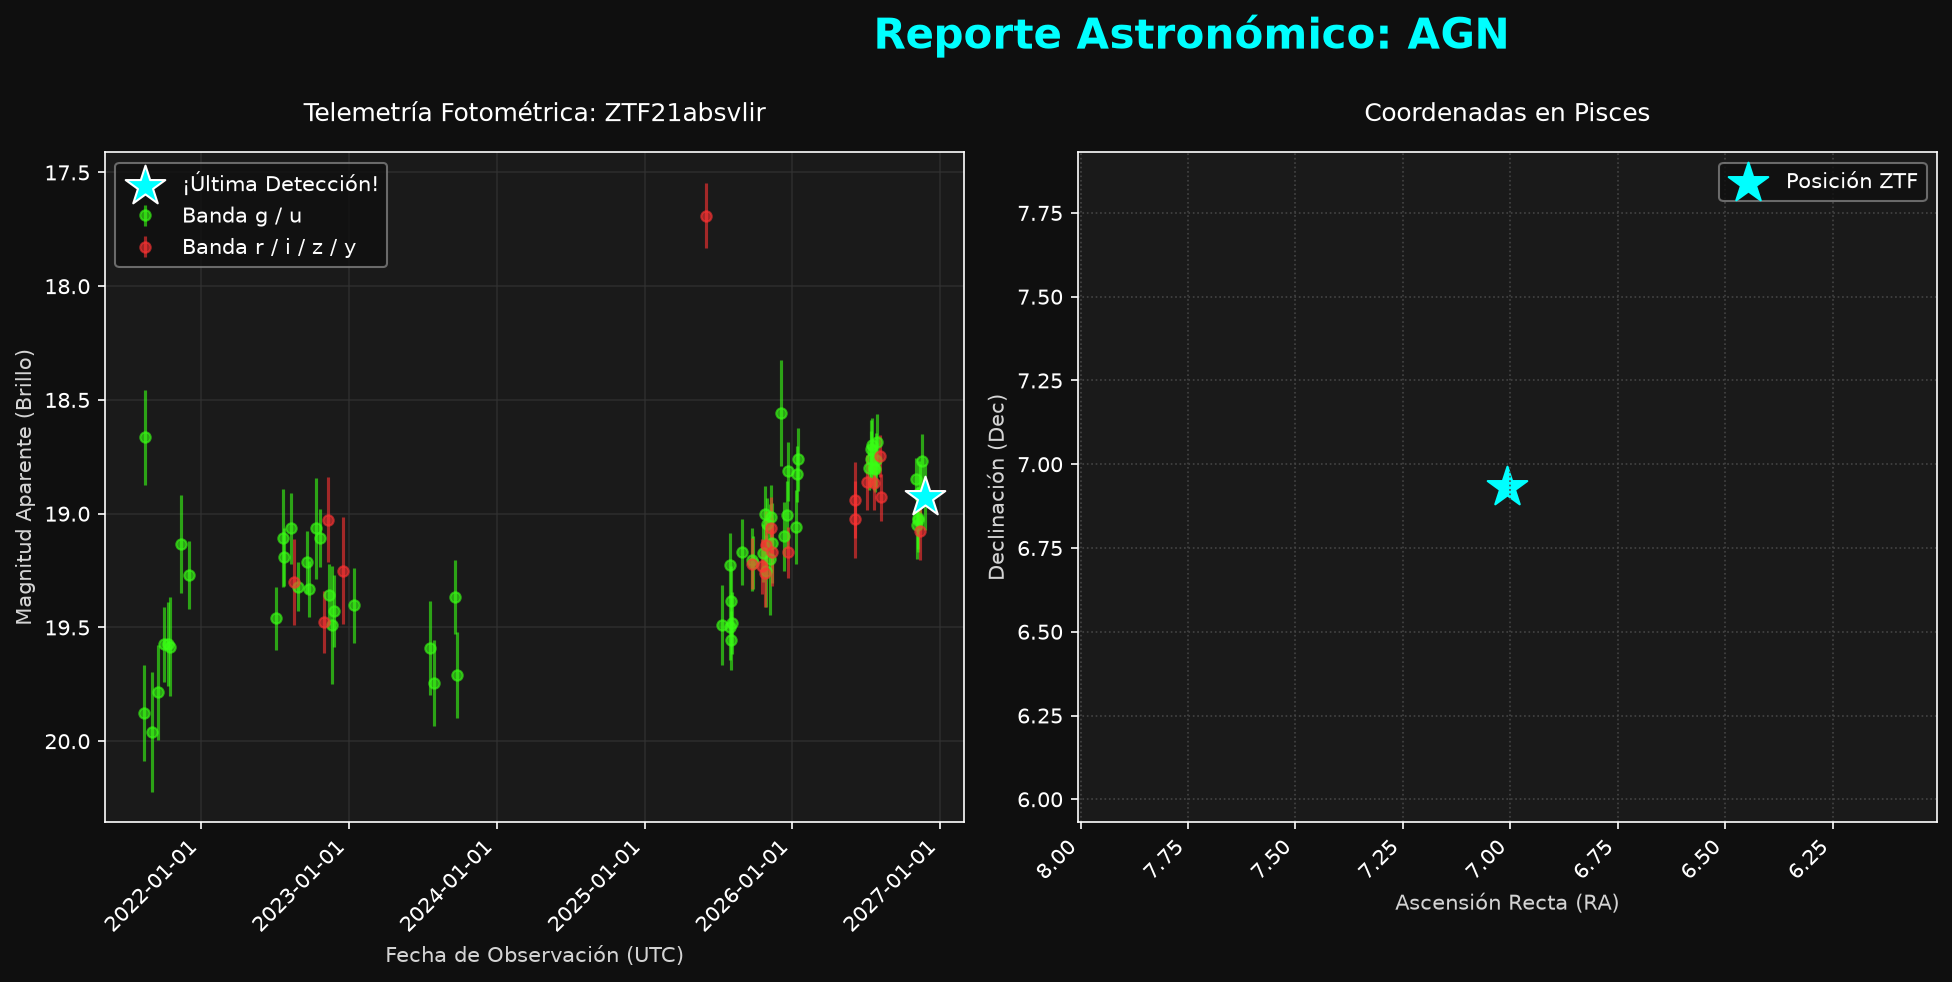 Reporte Astronómico: AGN
Telemetría Fotométrica: ZTF21absvlir
¡Última Detección!
Banda g / u
Banda r / i / z / y
Magnitud Aparente (Brillo)
17.5
18.0
18.5
19.0
19.5
20.0
2022-01-01
2023-01-01
2024-01-01
2025-01-01
2026-01-01
2027-01-01
Fecha de Observación (UTC)
Coordenadas en Pisces
Posición ZTF
Declinación (Dec)
7.75
7.50
7.25
7.00
6.75
6.50
6.25
6.00
8.00
7.75
7.50
7.25
7.00
6.75
6.50
6.25
Ascensión Recta (RA)